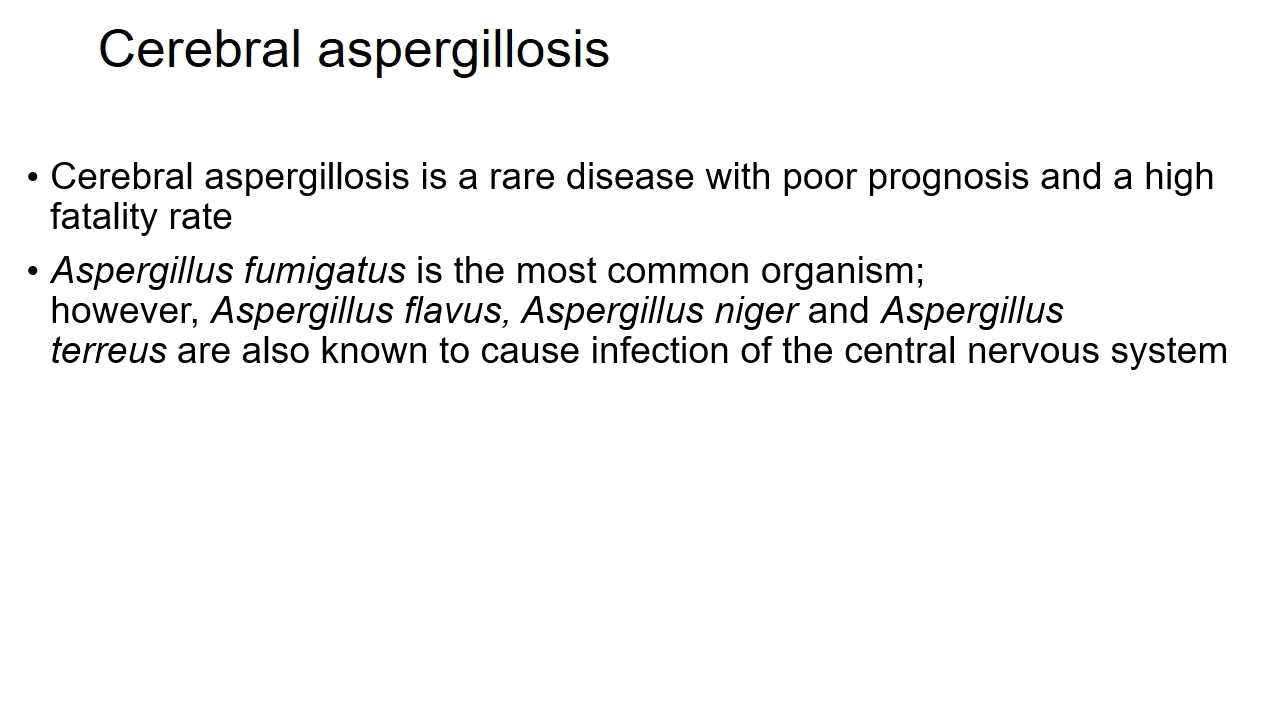 Cerebral aspergillosis
• Cerebral aspergillosis is a rare disease with poor prognosis and a high
fatality rate
• Aspergillus fumigatus is the most common organism;
however, Aspergillus flavus, Aspergillus niger and Aspergillus
terreus are also known to cause infection of the central nervous system